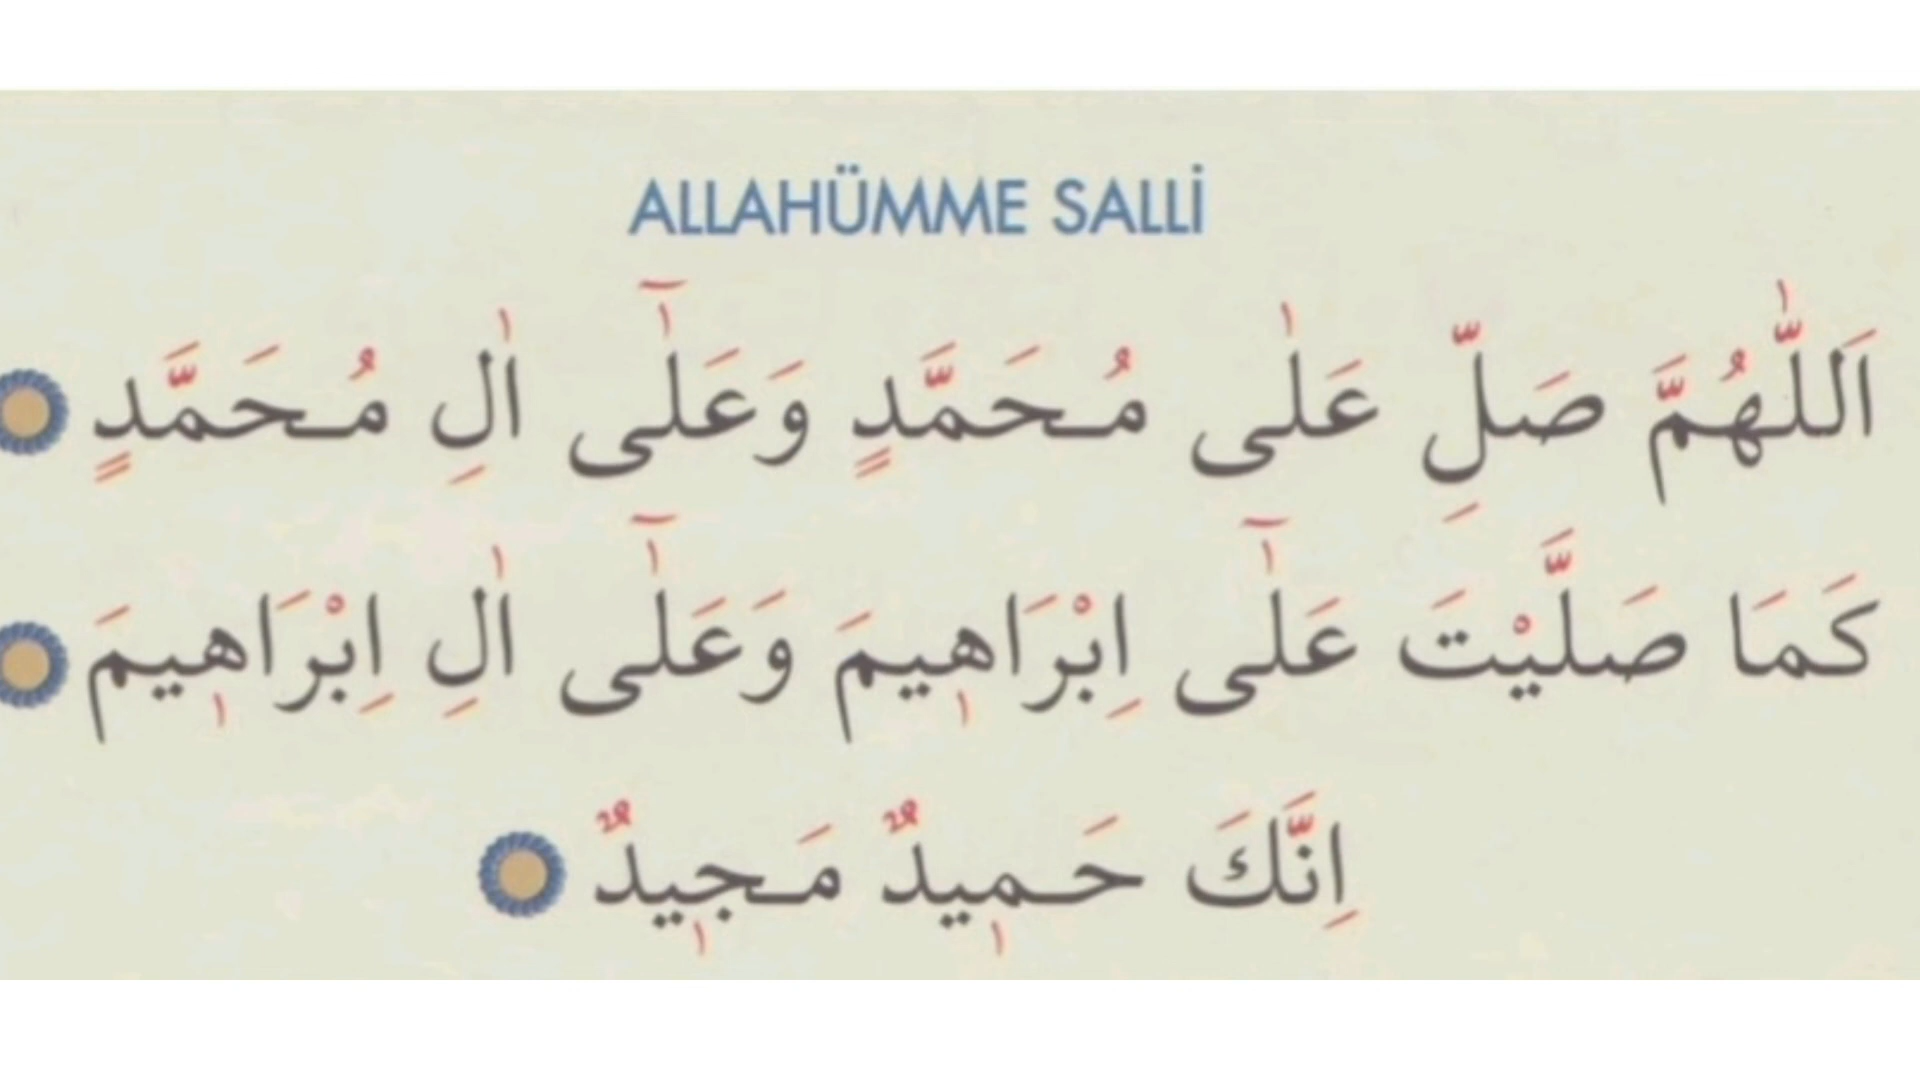 ALLAHÜMME SALLİ
اَللّٰهُمَّ صَلِّ عَلٰى مُحَمَّدٍ وَعَلٰٓى اٰلِ مُحَمَّدٍ
كَمَا صَلَّيْتَ عَلٰٓى اِبْرَاهٖيمَ وَعَلٰٓى اٰلِ اِبْرَاهٖيمَ
اِنَّكَ حَمٖيدٌ مَجٖيدٌ